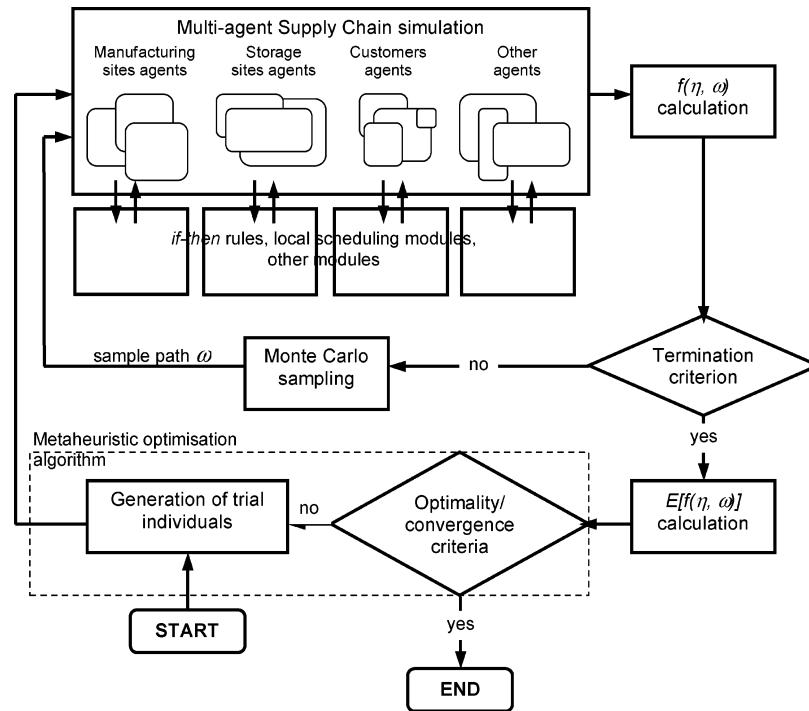 Multi-agent Supply Chain simulation
Manufacturing
sites agents
Storage
sites agents
Customers
agents
Other
agents
f(η, ω)
calculation
if-then rules, local scheduling modules,
other modules
sample path ω
Monte Carlo
sampling
no
Termination
criterion
yes
Metaheuristic optimisation
algorithm
Generation of trial
individuals
no
Optimality/
convergence
criteria
E[f(η, ω)]
calculation
START
yes
END